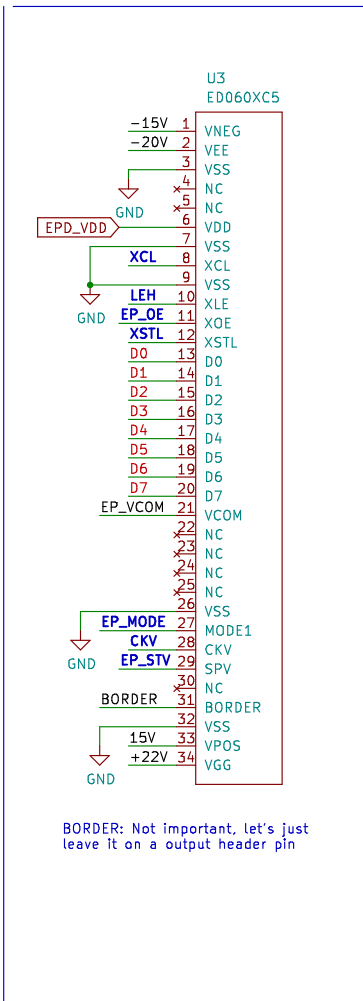 U3
ED060XC5
-15V 1 VNEG
-20V 2 VEE
3 VSS
4 NC
GND
5 NC
EPD_VDD 6 VDD
7 VSS
XCL 8 XCL
9 VSS
GND
LEH 10 XLE
EP_OE 11 XOE
XSTL 12 XSTL
D0 13 D0
D1 14 D1
D2 15 D2
D3 16 D3
D4 17 D4
D5 18 D5
D6 19 D6
D7 20 D7
EP_VCOM 21 VCOM
22 NC
23 NC
24 NC
25 NC
26 VSS
EP_MODE 27 MODE1
CKV 28 CKV
GND
EP_STV 29 SPV
30 NC
BORDER 31 BORDER
32 VSS
15V 33 VPOS
+22V 34 VGG
GND
BORDER: Not important, let's just
leave it on a output header pin